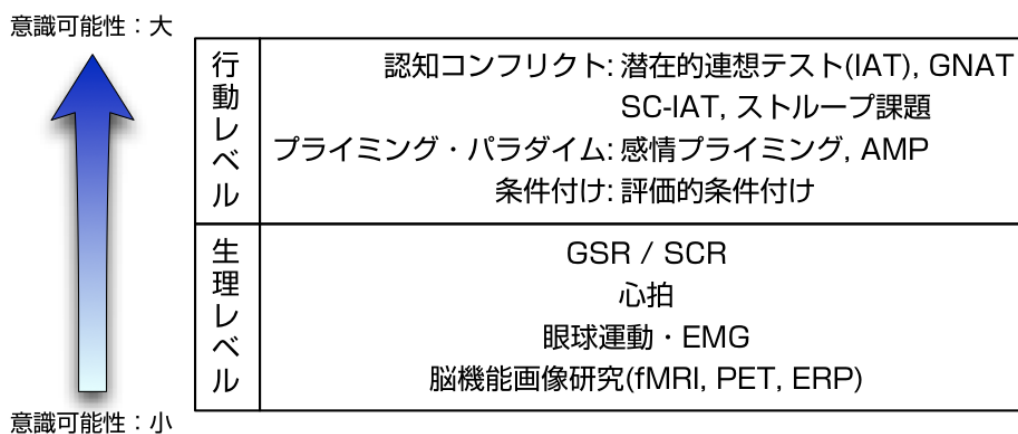 意識可能性：大
行動レベル
認知コンフリクト: 潜在的連想テスト(IAT), GNAT
SC-IAT, ストループ課題
プライミング・パラダイム: 感情プライミング, AMP
条件付け: 評価的条件付け
生理レベル
GSR / SCR
心拍
眼球運動・EMG
脳機能画像研究(fMRI, PET, ERP)
意識可能性：小